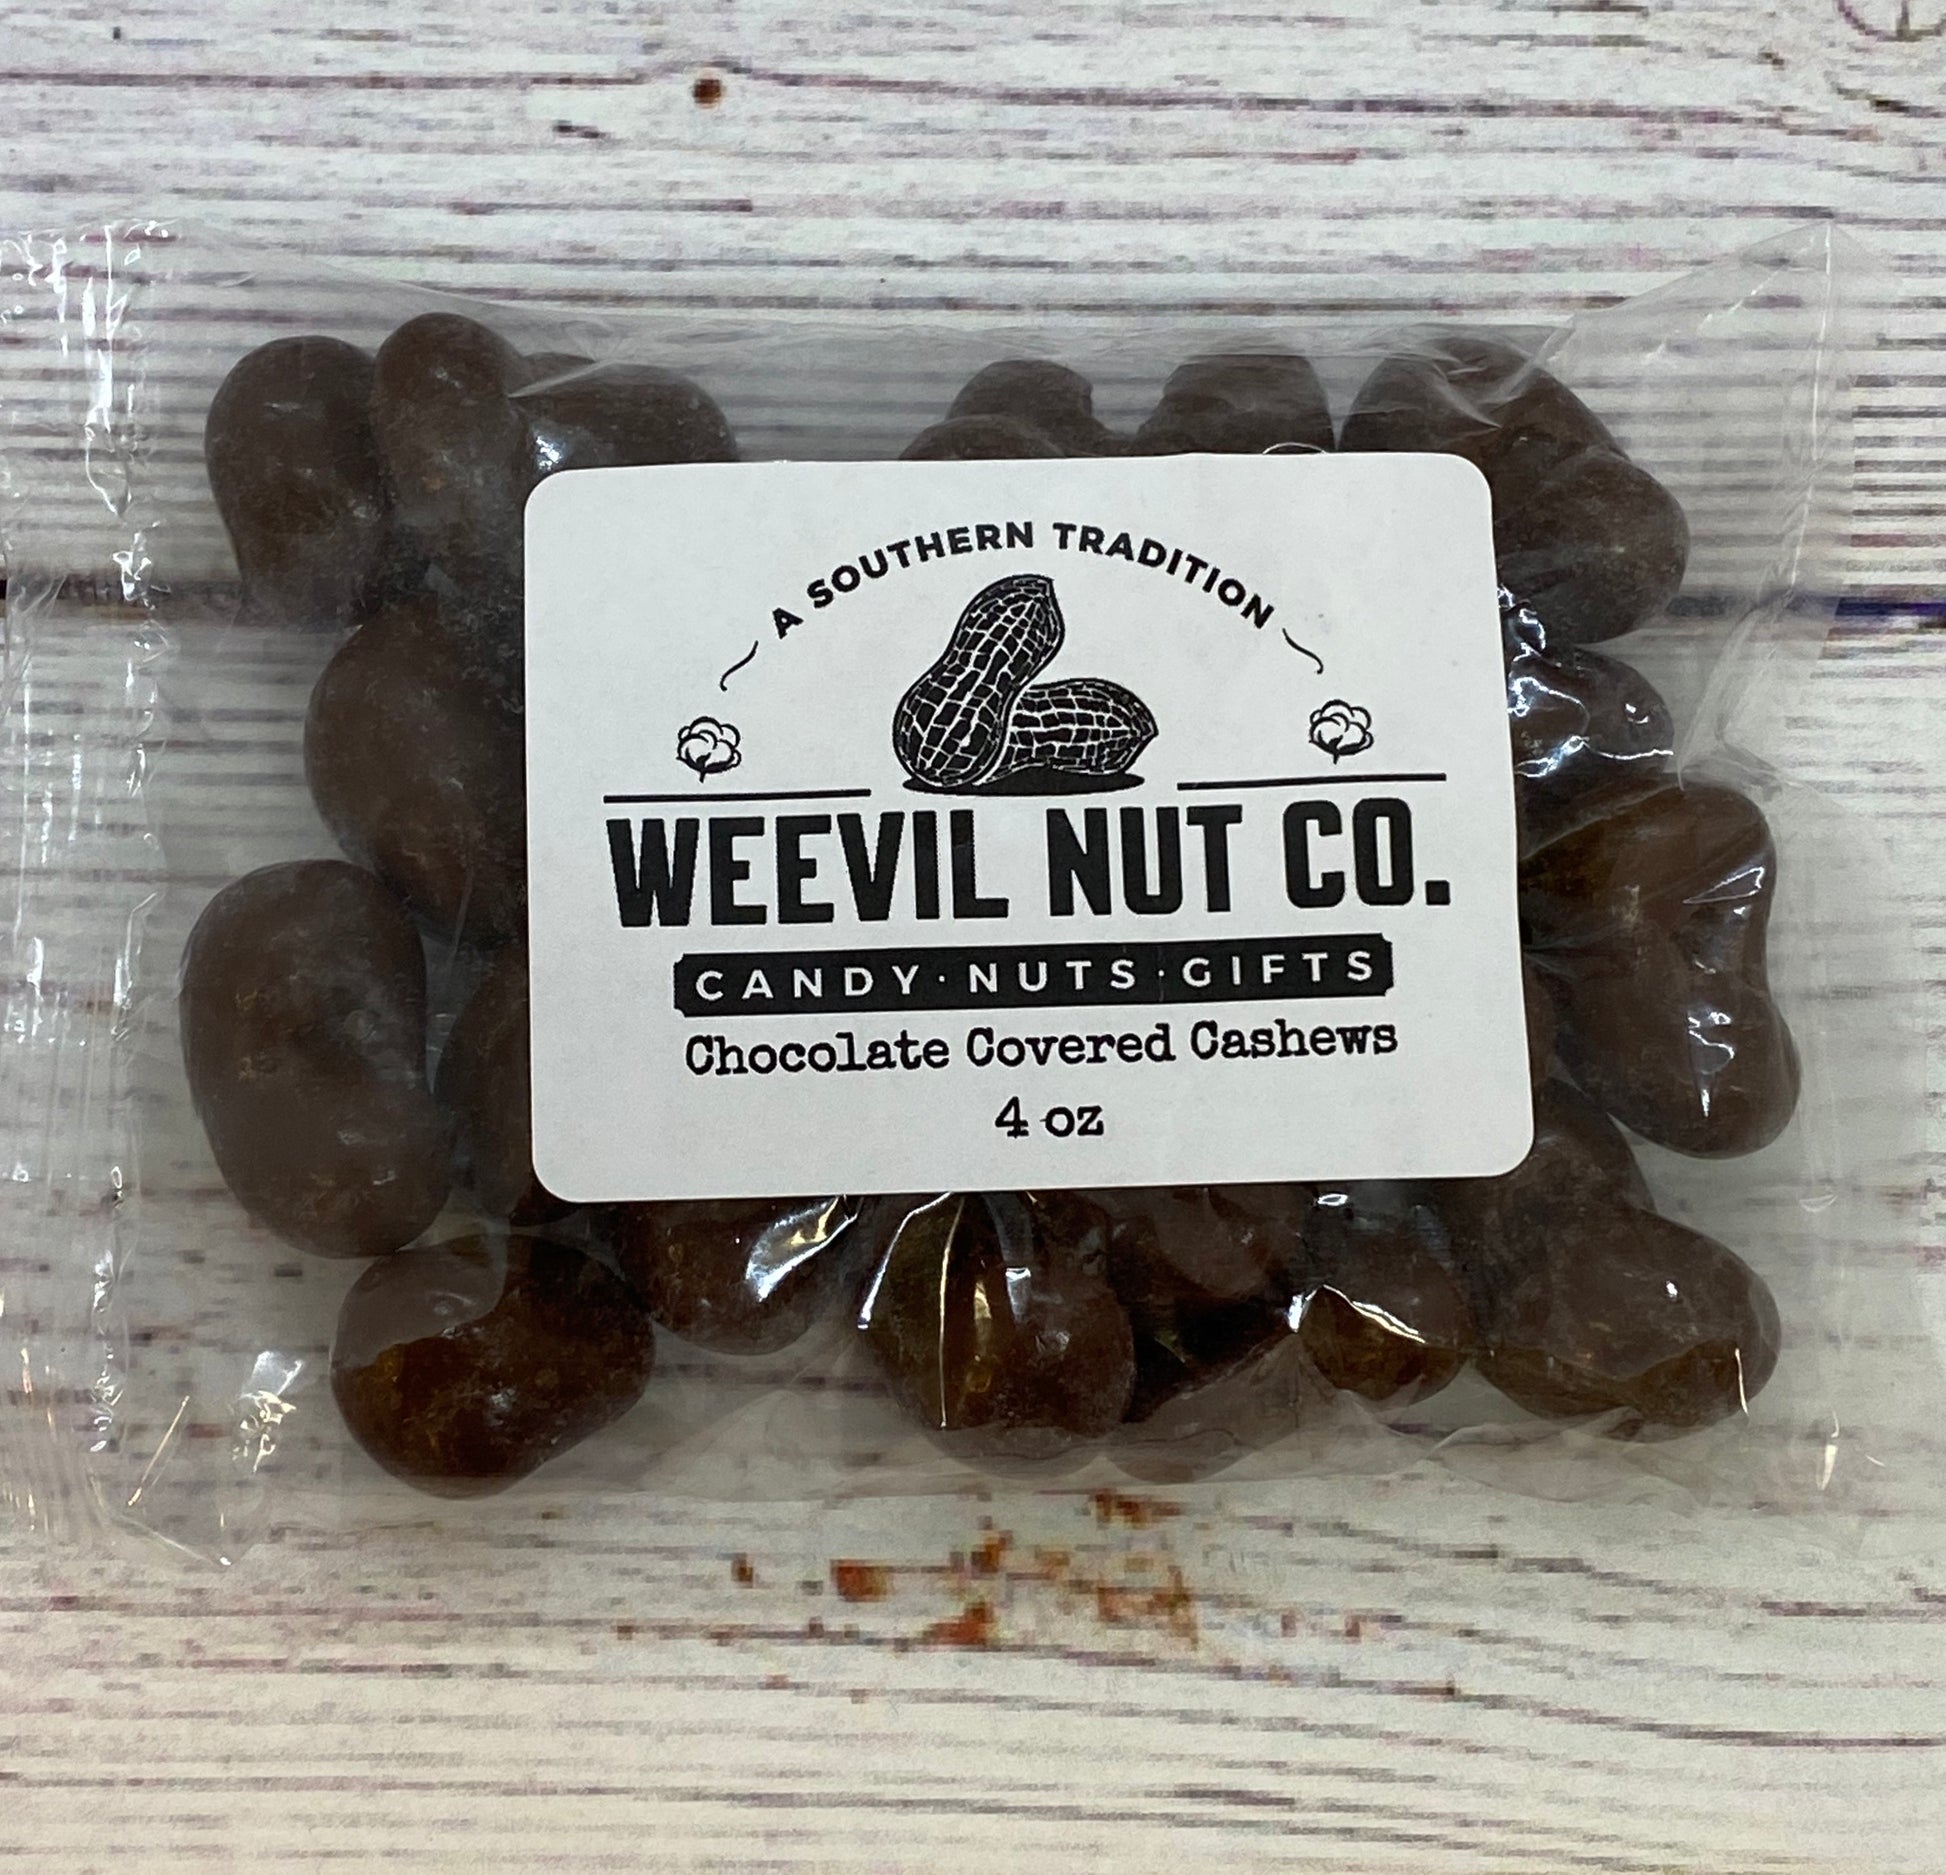 A SOUTHERN TRADITION
WEEVIL NUT CO.
CANDY·NUTS·GIFTS
Chocolate Covered Cashews
4 oz